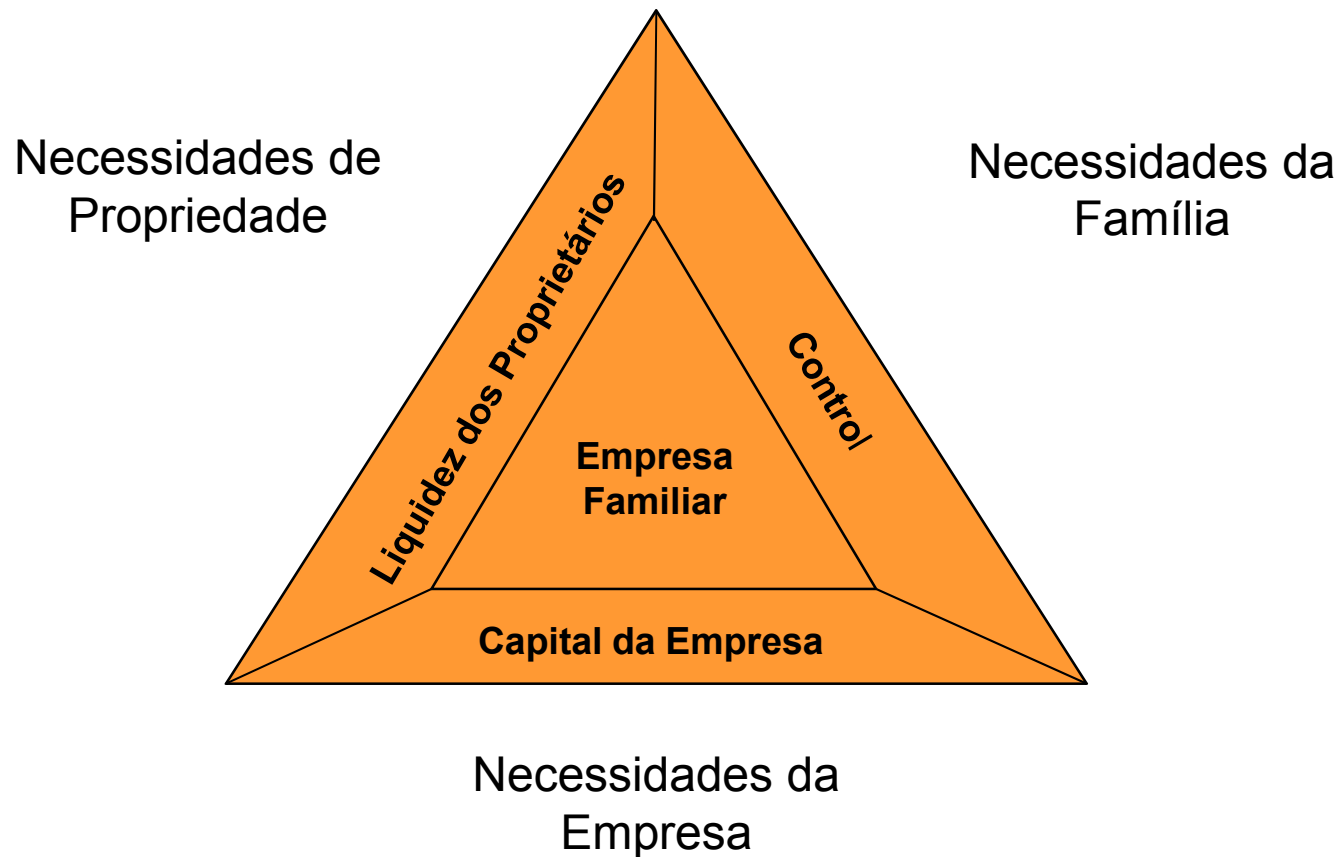 Necessidades de
Propriedade
Necessidades da
Família
Liquidez dos Proprietários
Control
Empresa
Familiar
Capital da Empresa
Necessidades da
Empresa